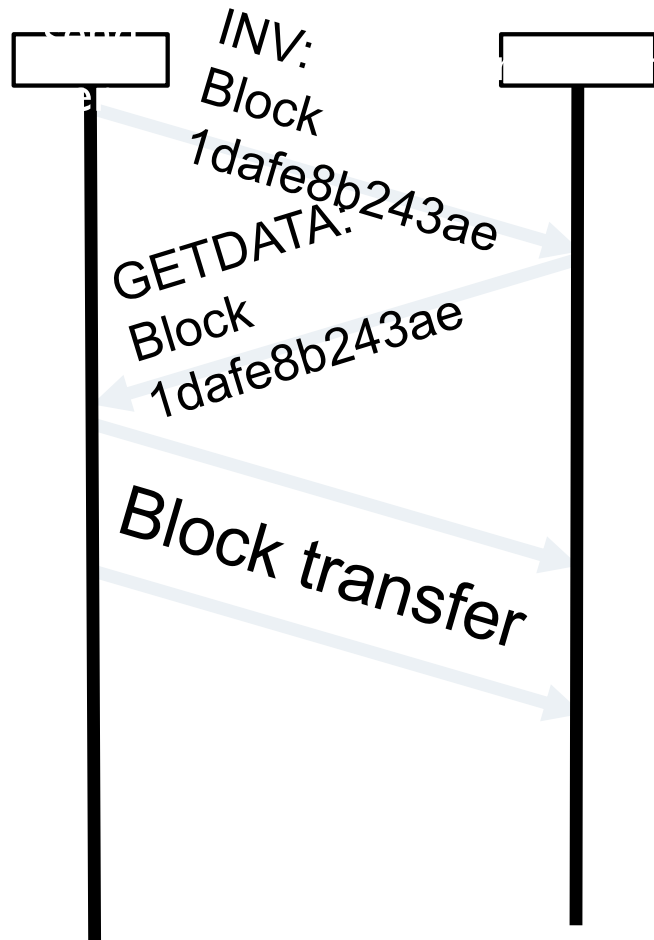 INV:
Block
1dafe8b243ae
GETDATA:
Block
1dafe8b243ae
Block transfer